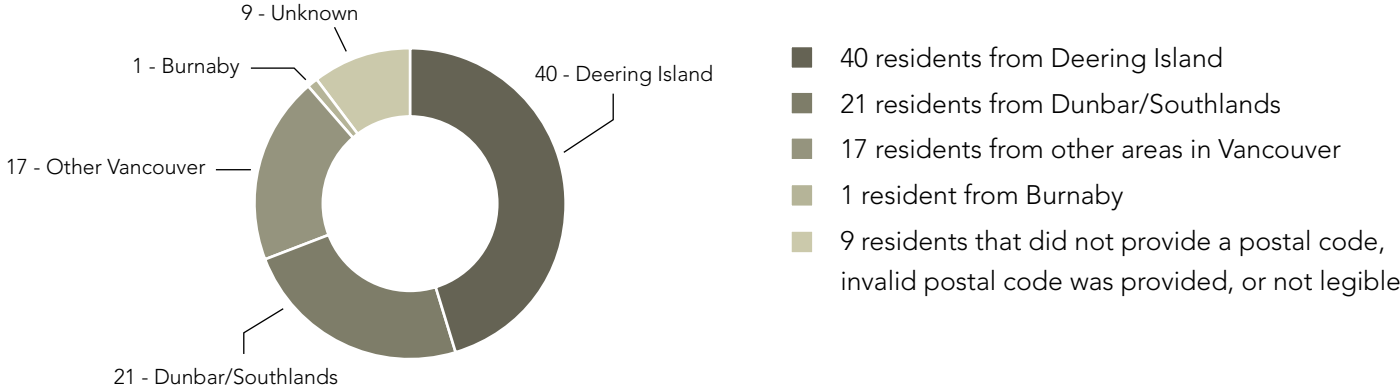 9 - Unknown
1 - Burnaby
40 - Deering Island
17 - Other Vancouver
21 - Dunbar/Southlands
40 residents from Deering Island
21 residents from Dunbar/Southlands
17 residents from other areas in Vancouver
1 resident from Burnaby
9 residents that did not provide a postal code,
invalid postal code was provided, or not legible